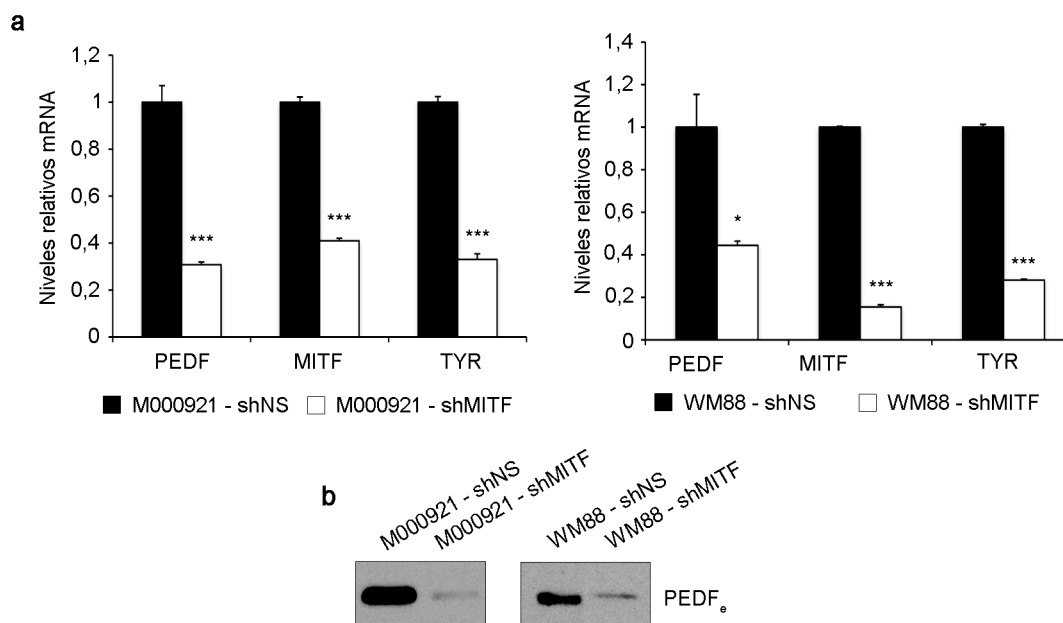 a
Niveles relativos mRNA
1,2
1
0,8
0,6
0,4
0,2
0
***
***
***
PEDF MITF TYR
M000921 - shNS M000921 - shMITF
Niveles relativos mRNA
1,4
1,2
1
0,8
0,6
0,4
0,2
0
*
***
***
PEDF MITF TYR
WM88 - shNS WM88 - shMITF
b
M000921 - shNS
M000921 - shMITF
WM88 - shNS
WM88 - shMITF
PEDFe